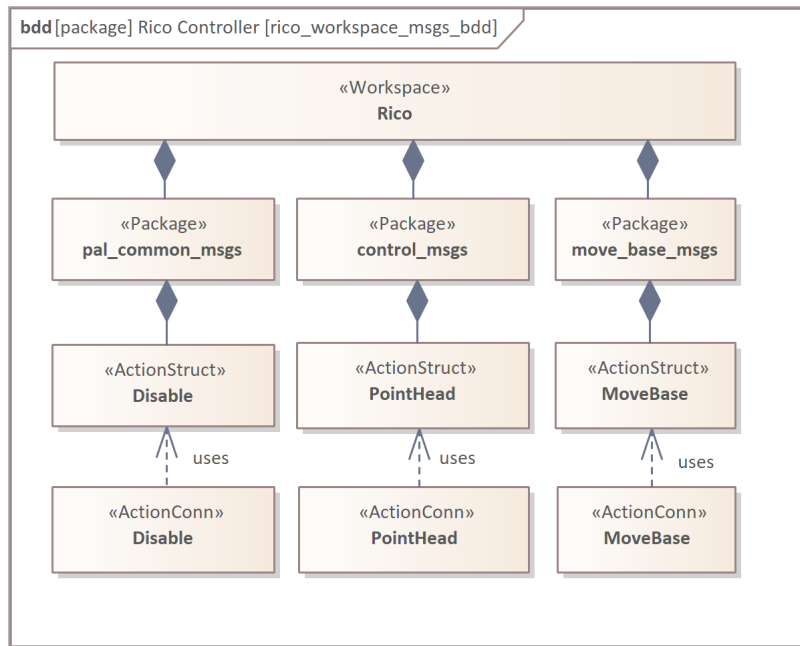 bdd [package] Rico Controller [rico_workspace_msgs_bdd]
«Workspace»
Rico
«Package»
pal_common_msgs
«Package»
control_msgs
«Package»
move_base_msgs
«ActionStruct»
Disable
«ActionStruct»
PointHead
«ActionStruct»
MoveBase
uses
uses
uses
«ActionConn»
Disable
«ActionConn»
PointHead
«ActionConn»
MoveBase